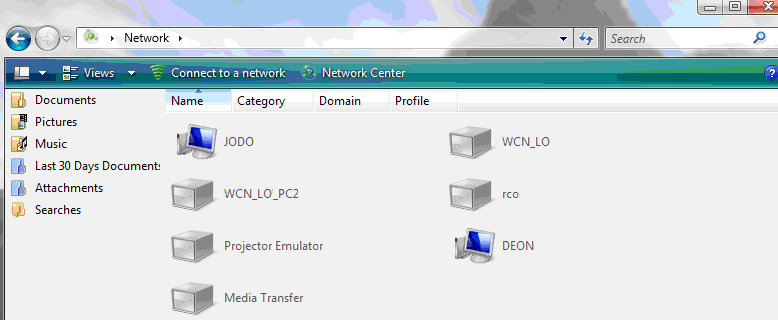 Network
Search
Views
Connect to a network
Network Center
?
Documents
Pictures
Music
Last 30 Days Documents
Attachments
Searches
Name Category Domain Profile
JODO WCN_LO
WCN_LO_PC2 rco
Projector Emulator DEON
Media Transfer